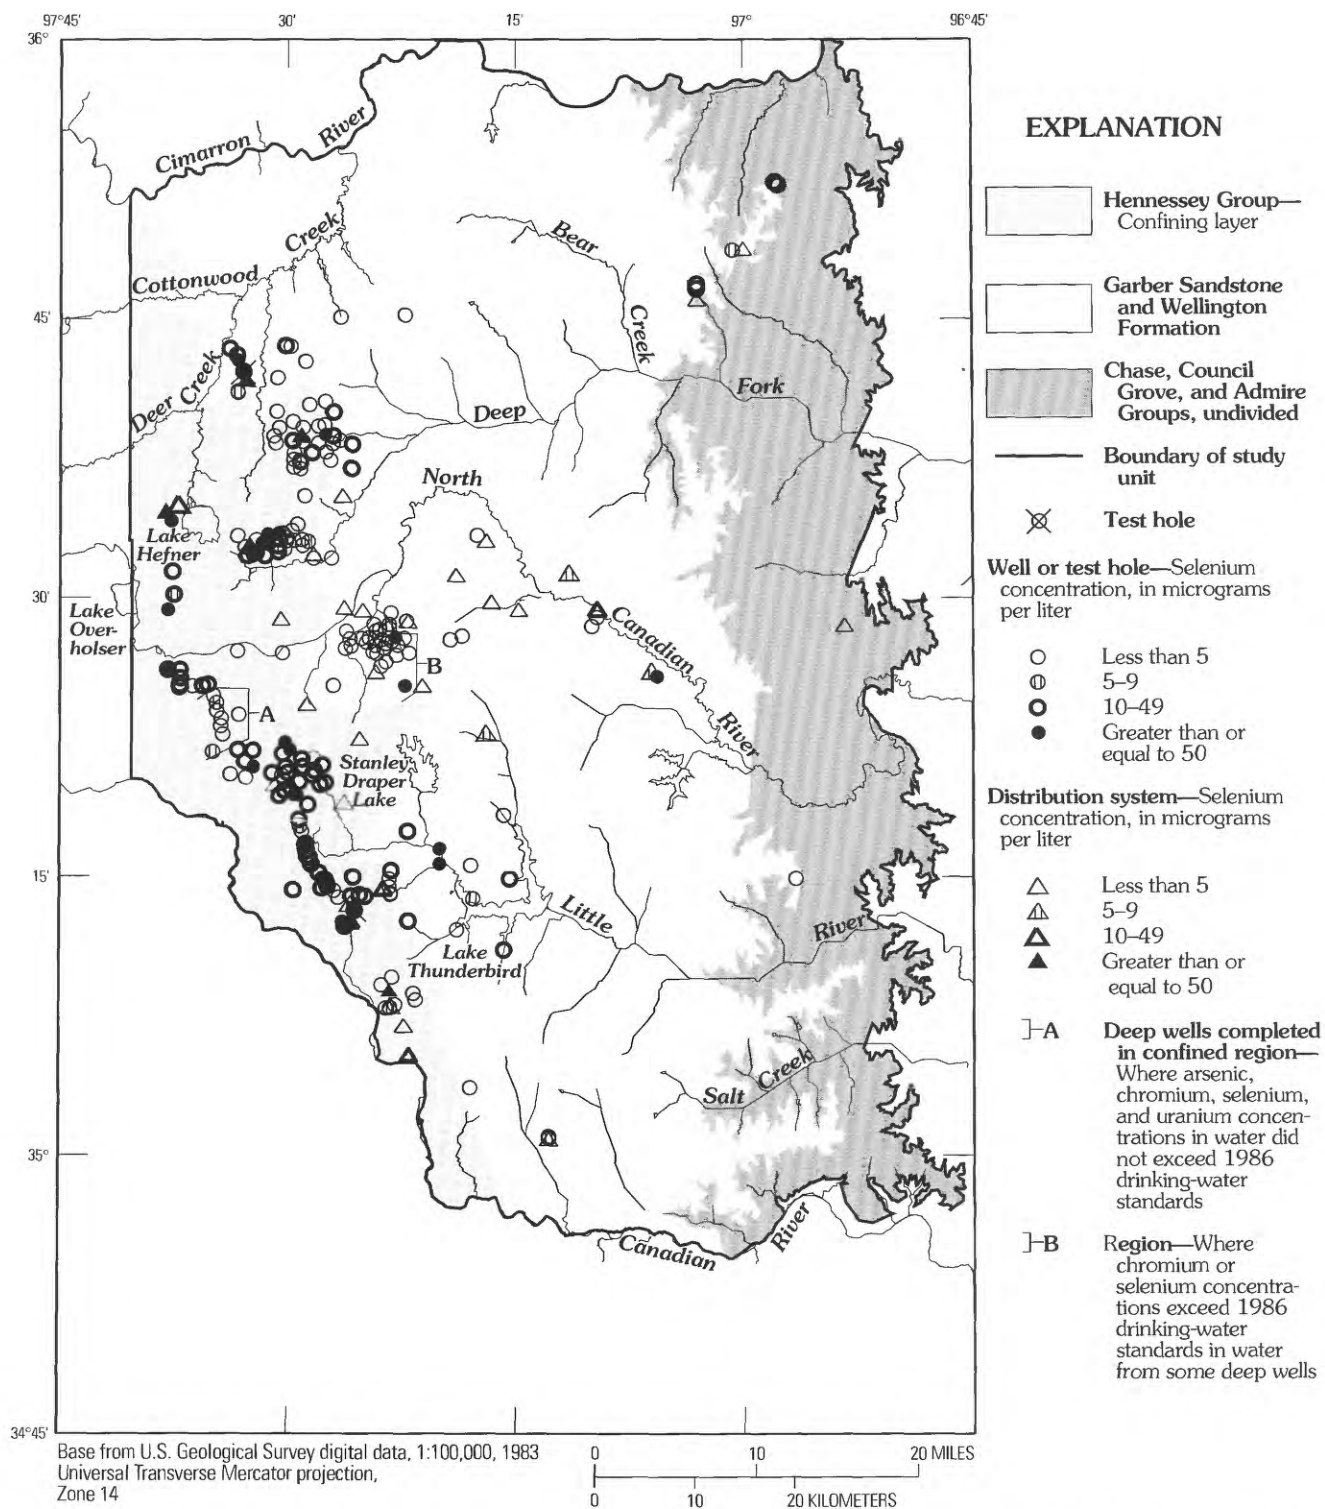 97°45'
30'
15'
97°
96°45'
36°
45'
30'
15'
35°
34°45'
Cimarron
River
Cottonwood
Creek
Bear
Creek
Deer Creek
Deep
Fork
North
Lake
Hefner
Lake
Over-
holser
B
A
Canadian
River
Stanley
Draper
Lake
Little
River
Lake
Thunderbird
Salt
Creek
Canadian
River
EXPLANATION
Hennessey Group—
Confining layer
Garber Sandstone
and Wellington
Formation
Chase, Council
Grove, and Admire
Groups, undivided
Boundary of study
unit
Test hole
Well or test hole—Selenium
concentration, in micrograms
per liter
Less than 5
5–9
10–49
Greater than or
equal to 50
Distribution system—Selenium
concentration, in micrograms
per liter
Less than 5
5–9
10–49
Greater than or
equal to 50
A Deep wells completed
in confined region—
Where arsenic,
chromium, selenium,
and uranium concen-
trations in water did
not exceed 1986
drinking-water
standards
B Region—Where
chromium or
selenium concentra-
tions exceed 1986
drinking-water
standards in water
from some deep wells
Base from U.S. Geological Survey digital data, 1:100,000, 1983
Universal Transverse Mercator projection,
Zone 14
0 10 20 MILES
0 10 20 KILOMETERS